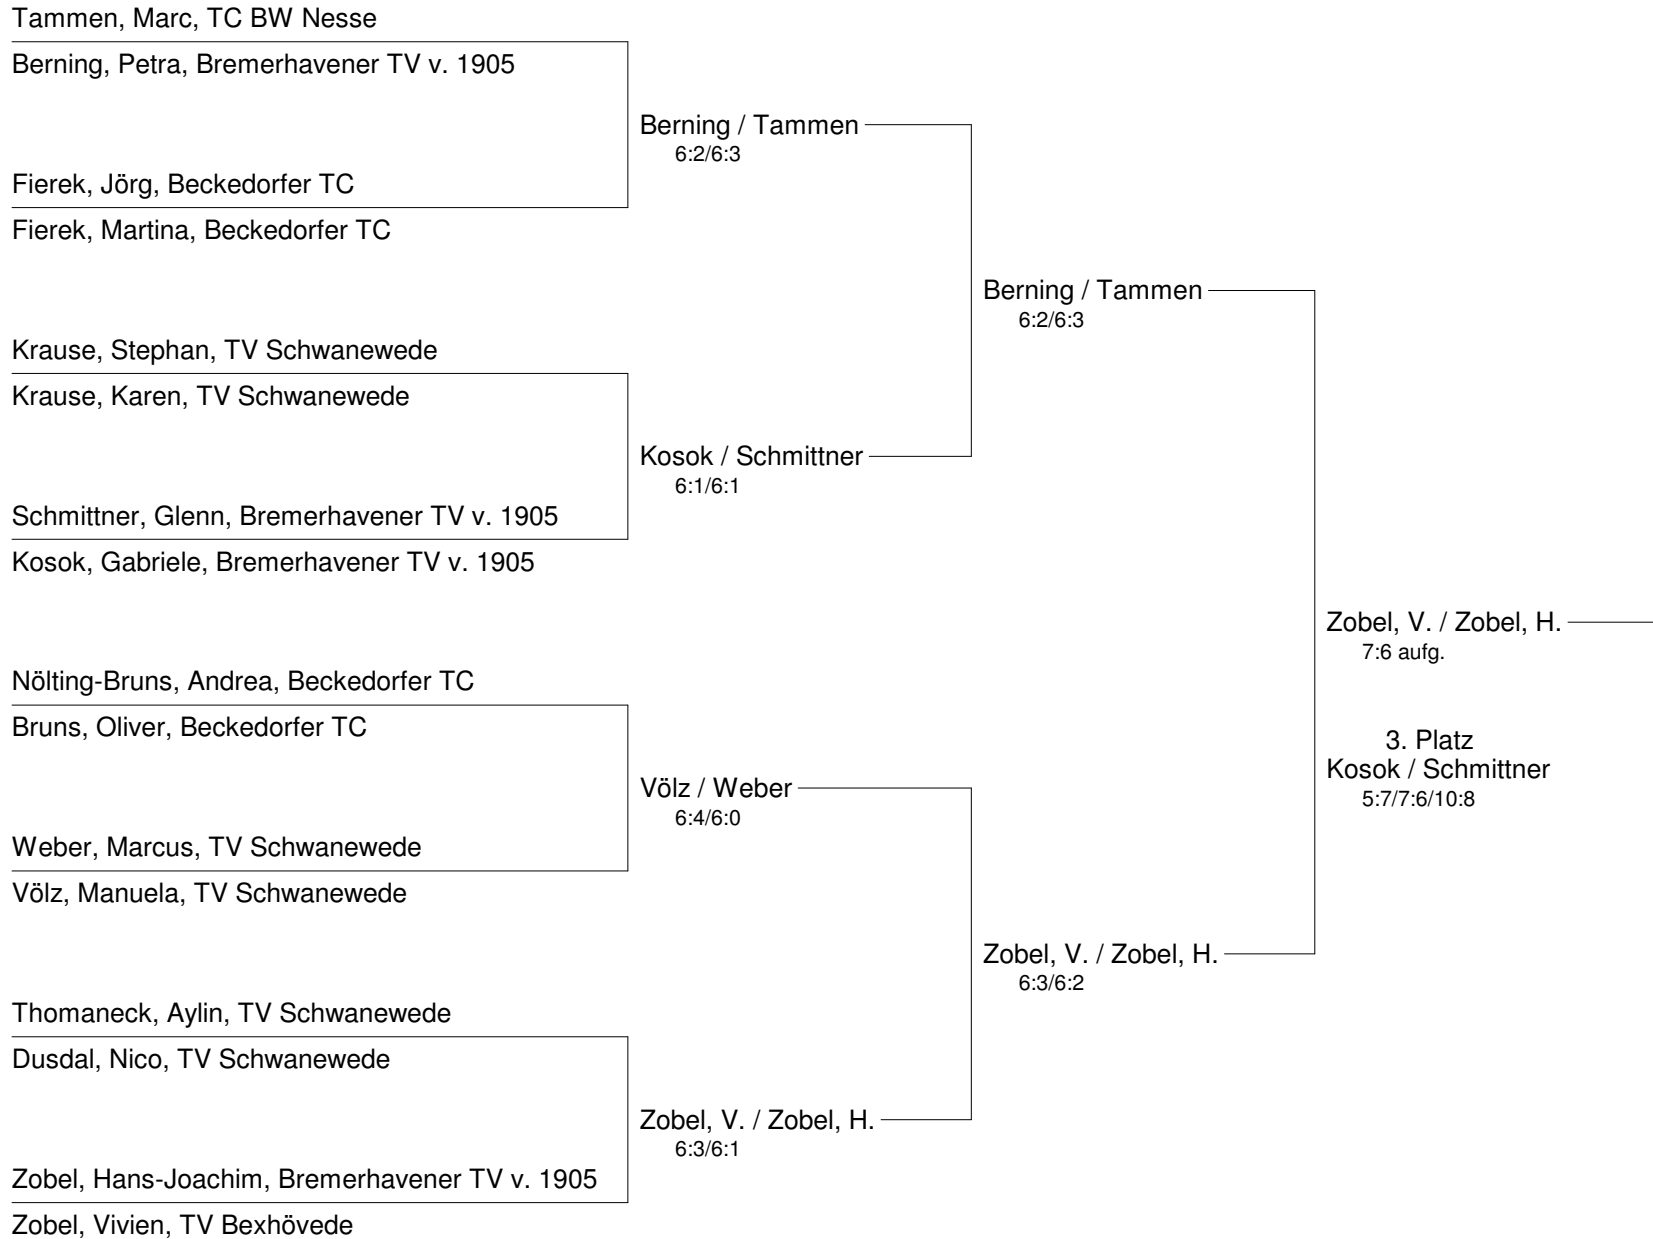 Tammen, Marc, TC BW Nesse
Berning, Petra, Bremerhavener TV v. 1905
Berning / Tammen
6:2/6:3
Fierek, Jörg, Beckedorfer TC
Fierek, Martina, Beckedorfer TC
Berning / Tammen
6:2/6:3
Krause, Stephan, TV Schwanewede
Krause, Karen, TV Schwanewede
Kosok / Schmittner
6:1/6:1
Schmittner, Glenn, Bremerhavener TV v. 1905
Kosok, Gabriele, Bremerhavener TV v. 1905
Zobel, V. / Zobel, H.
7:6 aufg.
Nölting-Bruns, Andrea, Beckedorfer TC
Bruns, Oliver, Beckedorfer TC
3. Platz
Kosok / Schmittner
5:7/7:6/10:8
Völz / Weber
6:4/6:0
Weber, Marcus, TV Schwanewede
Völz, Manuela, TV Schwanewede
Zobel, V. / Zobel, H.
6:3/6:2
Thomaneck, Aylin, TV Schwanewede
Dusdal, Nico, TV Schwanewede
Zobel, V. / Zobel, H.
6:3/6:1
Zobel, Hans-Joachim, Bremerhavener TV v. 1905
Zobel, Vivien, TV Bexhövede